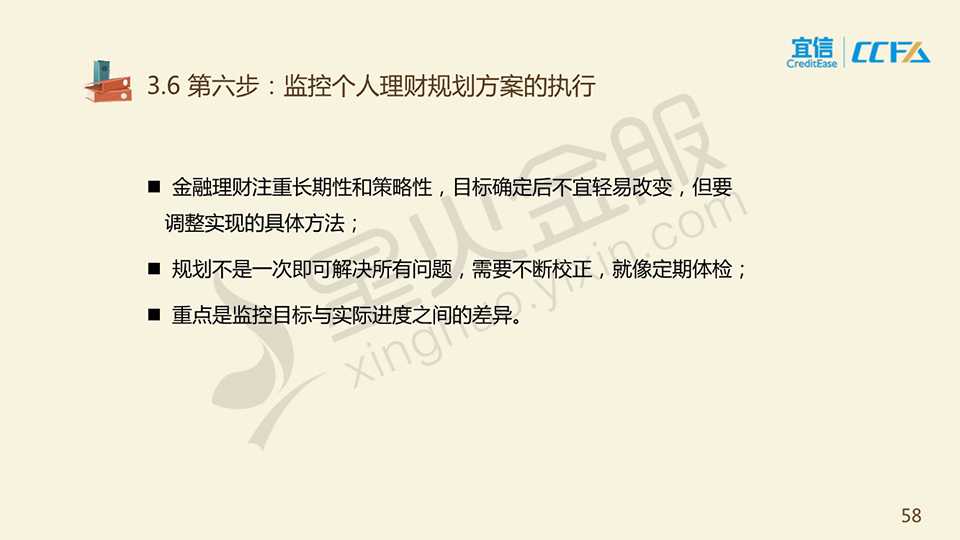 宜信
CreditEase
CCFA
3.6 第六步：监控个人理财规划方案的执行
■ 金融理财注重长期性和策略性，目标确定后不宜轻易改变，但要
调整实现的具体方法；
■ 规划不是一次即可解决所有问题，需要不断校正，就像定期体检；
■ 重点是监控目标与实际进度之间的差异。
星火金服
xinghuo.yixin.com
58